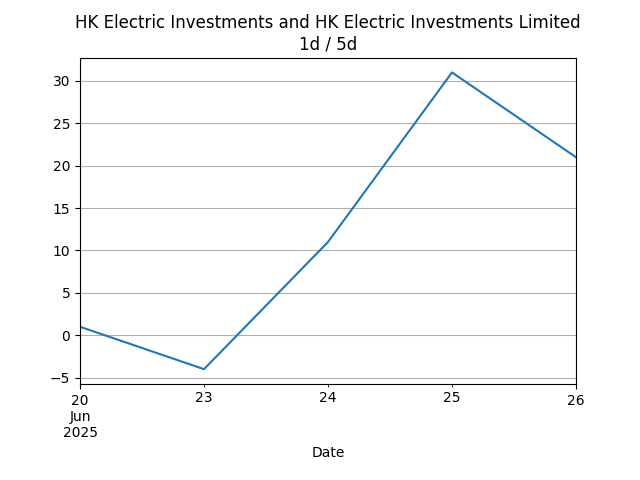 HK Electric Investments and HK Electric Investments Limited
1d / 5d
30
25
20
15
10
5
0
−5
20 23 24 25 26
Jun
2025
Date